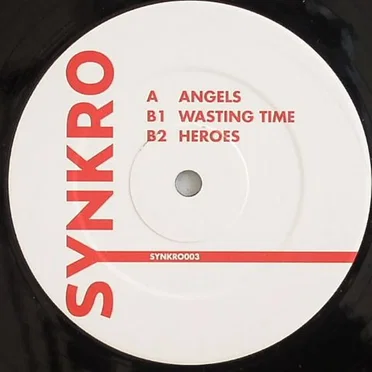 SYNKRO
A ANGELS
B1 WASTING TIME
B2 HEROES
SYNKRO003